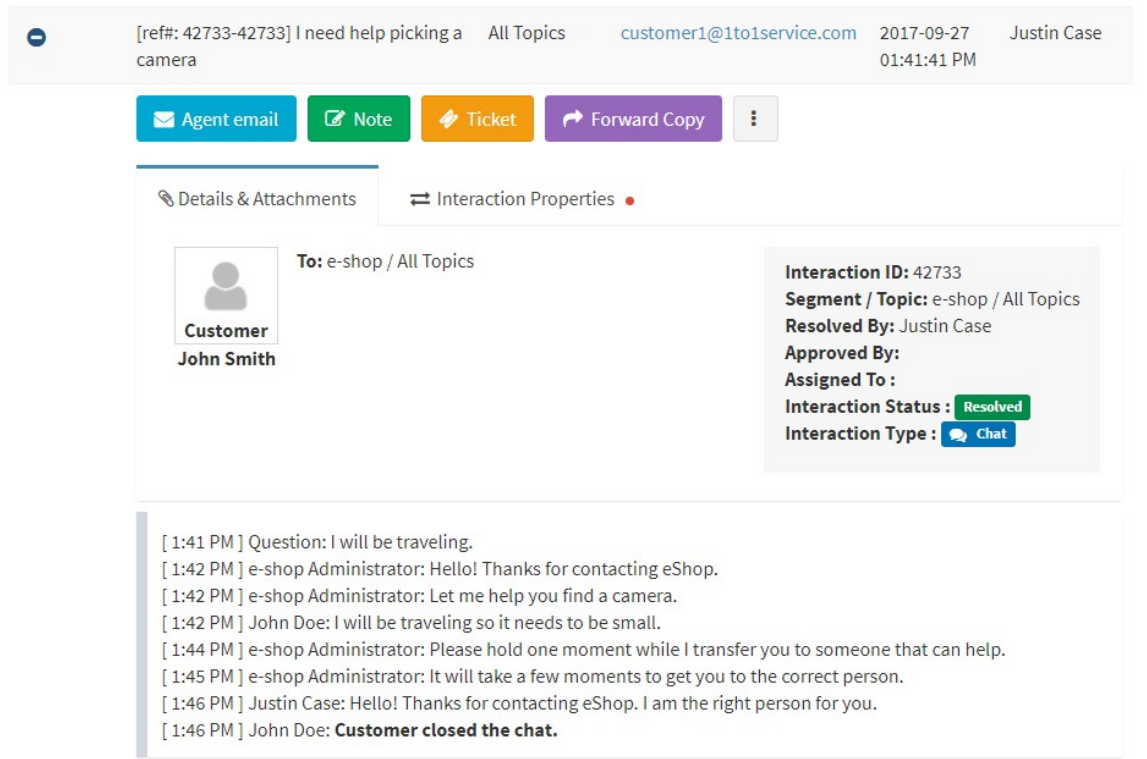 [ref#: 42733-42733] I need help picking a camera All Topics customer1@1to1service.com 2017-09-27 01:41:41 PM Justin Case
Agent email Note Ticket Forward Copy
Details & Attachments Interaction Properties
To: e-shop / All Topics
Customer
John Smith
Interaction ID: 42733
Segment / Topic: e-shop / All Topics
Resolved By: Justin Case
Approved By:
Assigned To :
Interaction Status : Resolved
Interaction Type : Chat
[ 1:41 PM ] Question: I will be traveling.
[ 1:42 PM ] e-shop Administrator: Hello! Thanks for contacting eShop.
[ 1:42 PM ] e-shop Administrator: Let me help you find a camera.
[ 1:42 PM ] John Doe: I will be traveling so it needs to be small.
[ 1:44 PM ] e-shop Administrator: Please hold one moment while I transfer you to someone that can help.
[ 1:45 PM ] e-shop Administrator: It will take a few moments to get you to the correct person.
[ 1:46 PM ] Justin Case: Hello! Thanks for contacting eShop. I am the right person for you.
[ 1:46 PM ] John Doe: Customer closed the chat.